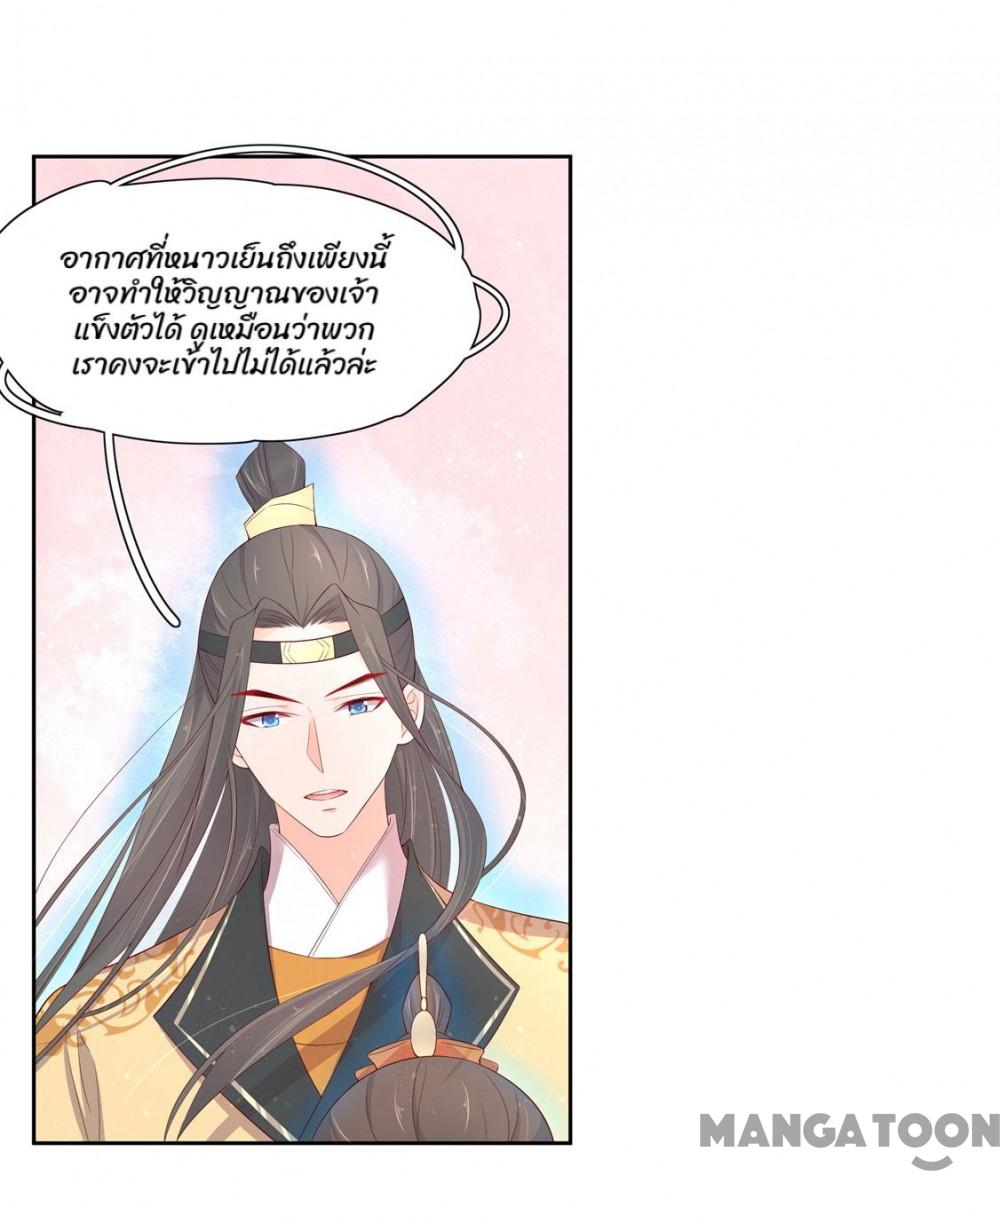 อากาศที่หนาวเย็นถึงเพียงนี้
อาจทำให้วิญญาณของเจ้า
แข็งตัวได้ ดูเหมือนว่าพวก
เราคงจะเข้าไปไม่ได้แล้วล่ะ
MANGATOON